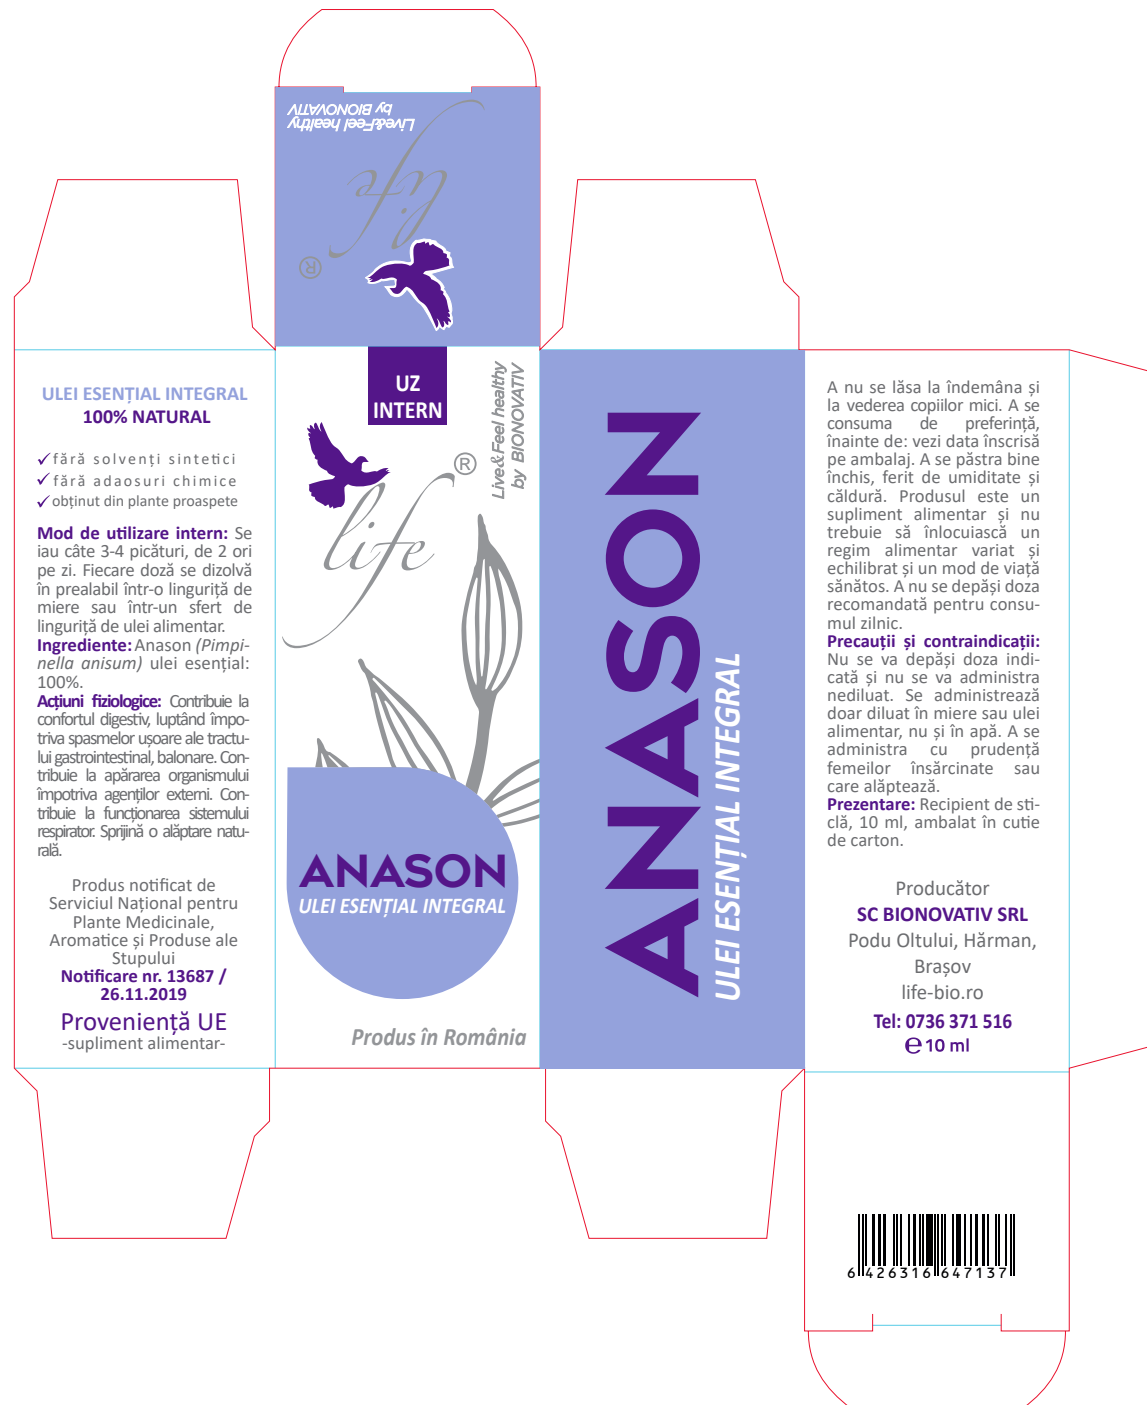 Live&Feel healthy
by BIONOVATIV
life
®
ULEI ESENȚIAL INTEGRAL
100% NATURAL
✓fără solvenți sintetici
✓fără adaosuri chimice
✓obținut din plante proaspete
Mod de utilizare intern: Se
iau câte 3-4 picături, de 2 ori
pe zi. Fiecare doză se dizolvă
în prealabil într-o linguriță de
miere sau într-un sfert de
linguriță de ulei alimentar.
Ingrediente: Anason (Pimpi-
nella anisum) ulei esențial:
100%.
Acțiuni fiziologice: Contribuie la
confortul digestiv, luptând împo-
triva spasmelor ușoare ale tractu-
lui gastrointestinal, balonare. Con-
tribuie la apărarea organismului
împotriva agenților externi. Con-
tribuie la funcționarea sistemului
respirator. Sprijină o alăptare natu-
rală.
Produs notificat de
Serviciul Național pentru
Plante Medicinale,
Aromatice și Produse ale
Stupului
Notificare nr. 13687 /
26.11.2019
Proveniență UE
-supliment alimentar-
UZ
INTERN
Live&Feel healthy
by BIONOVATIV
life
®
ANASON
ULEI ESENȚIAL INTEGRAL
Produs în România
ANASON
ULEI ESENȚIAL INTEGRAL
A nu se lăsa la îndemâna și
la vederea copiilor mici. A se
consuma de preferință,
înainte de: vezi data înscrisă
pe ambalaj. A se păstra bine
închis, ferit de umiditate și
căldură. Produsul este un
supliment alimentar și nu
trebuie să înlocuiască un
regim alimentar variat și
echilibrat și un mod de viață
sănătos. A nu se depăși doza
recomandată pentru consu-
mul zilnic.
Precauții și contraindicații:
Nu se va depăși doza indi-
cată și nu se va administra
nediluat. Se administrează
doar diluat în miere sau ulei
alimentar, nu și în apă. A se
administra cu prudență
femeilor însărcinate sau
care alăptează.
Prezentare: Recipient de sti-
clă, 10 ml, ambalat în cutie
de carton.
Producător
SC BIONOVATIV SRL
Podu Oltului, Hărman,
Brașov
life-bio.ro
Tel: 0736 371 516
℮ 10 ml
6 426316 647137